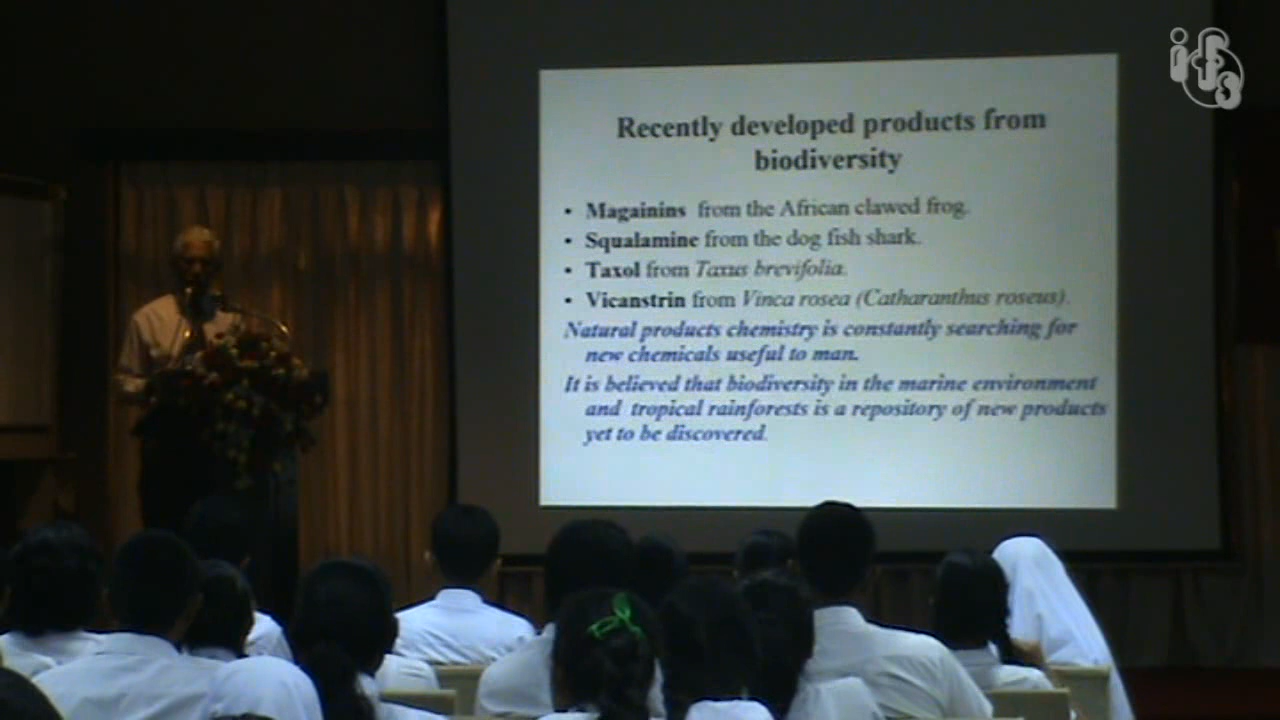 Recently developed products from
biodiversity
• Magainins from the African clawed frog.
• Squalamine from the dog fish shark.
• Taxol from Taxus brevifolia.
• Vicanstrin from Vinca rosea (Catharanthus roseus).
Natural products chemistry is constantly searching for
new chemicals useful to man.
It is believed that biodiversity in the marine environment
and tropical rainforests is a repository of new products
yet to be discovered.